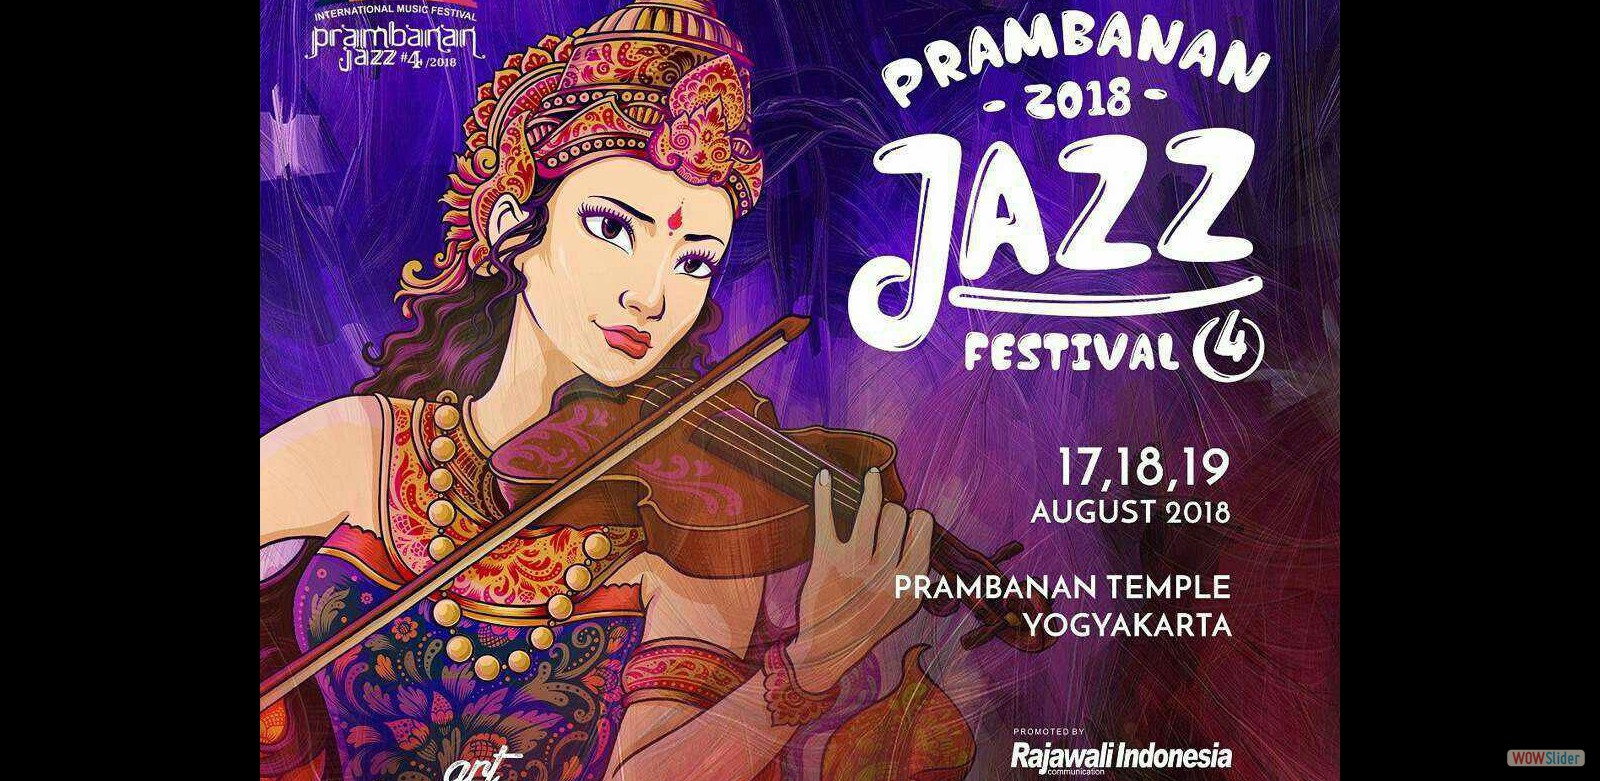 INTERNATIONAL MUSIC FESTIVAL
prambanan
jazz #4/2018
PRAMBANAN
- 2018 -
JAZZ
FESTIVAL 4
17,18,19
AUGUST 2018
PRAMBANAN TEMPLE
YOGYAKARTA
PROMOTED BY
Rajawali Indonesia
communication
art
WOWSlider